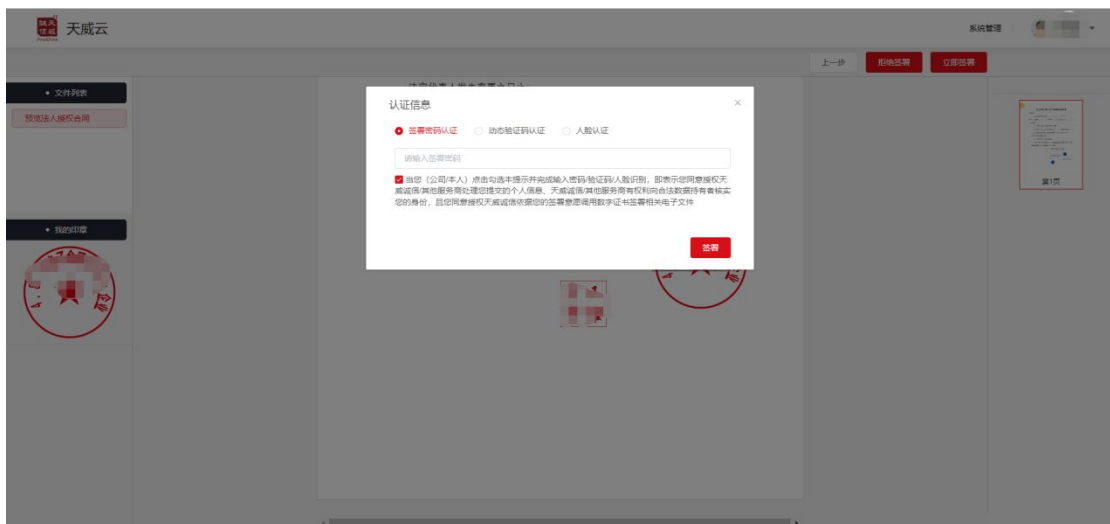 天威云
系统管理
上一步
拒绝签署
立即签署
• 文件列表
预览法人授权合同
认证信息
签署密码认证
动态验证码认证
人脸认证
请输入签署密码
当您（公司/本人）点击勾选本提示并完成输入密码/验证码/人脸识别，即表示您同意授权天
威诚信/其他服务商处理您提交的个人信息、天威诚信/其他服务商有权利向合法数据持有者核实
您的身份，且您同意授权天威诚信依据您的签署意愿调用数字证书签署相关电子文件
签署
第1页
• 我的印章